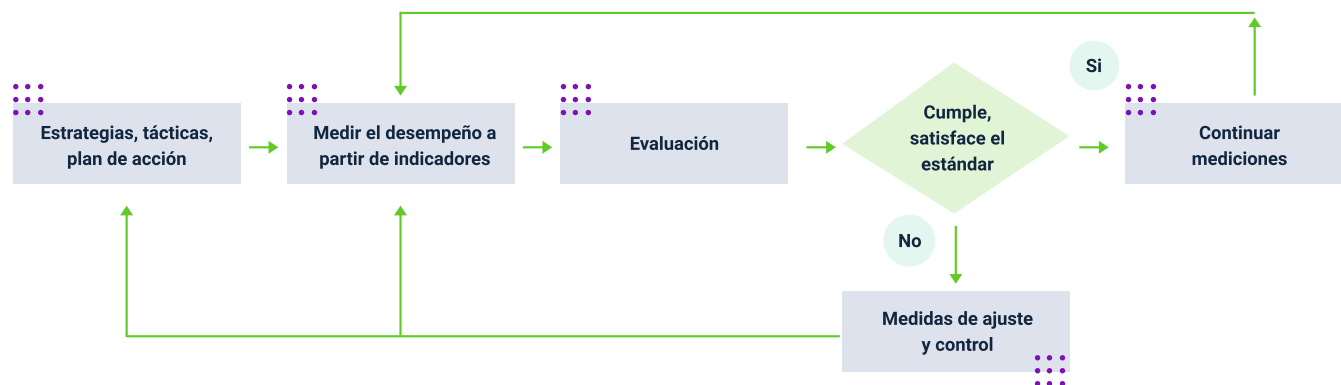 Estrategias, tácticas,
plan de acción
Medir el desempeño a
partir de indicadores
Evaluación
Cumple,
satisface el
estándar
Si
Continuar
mediciones
No
Medidas de ajuste
y control